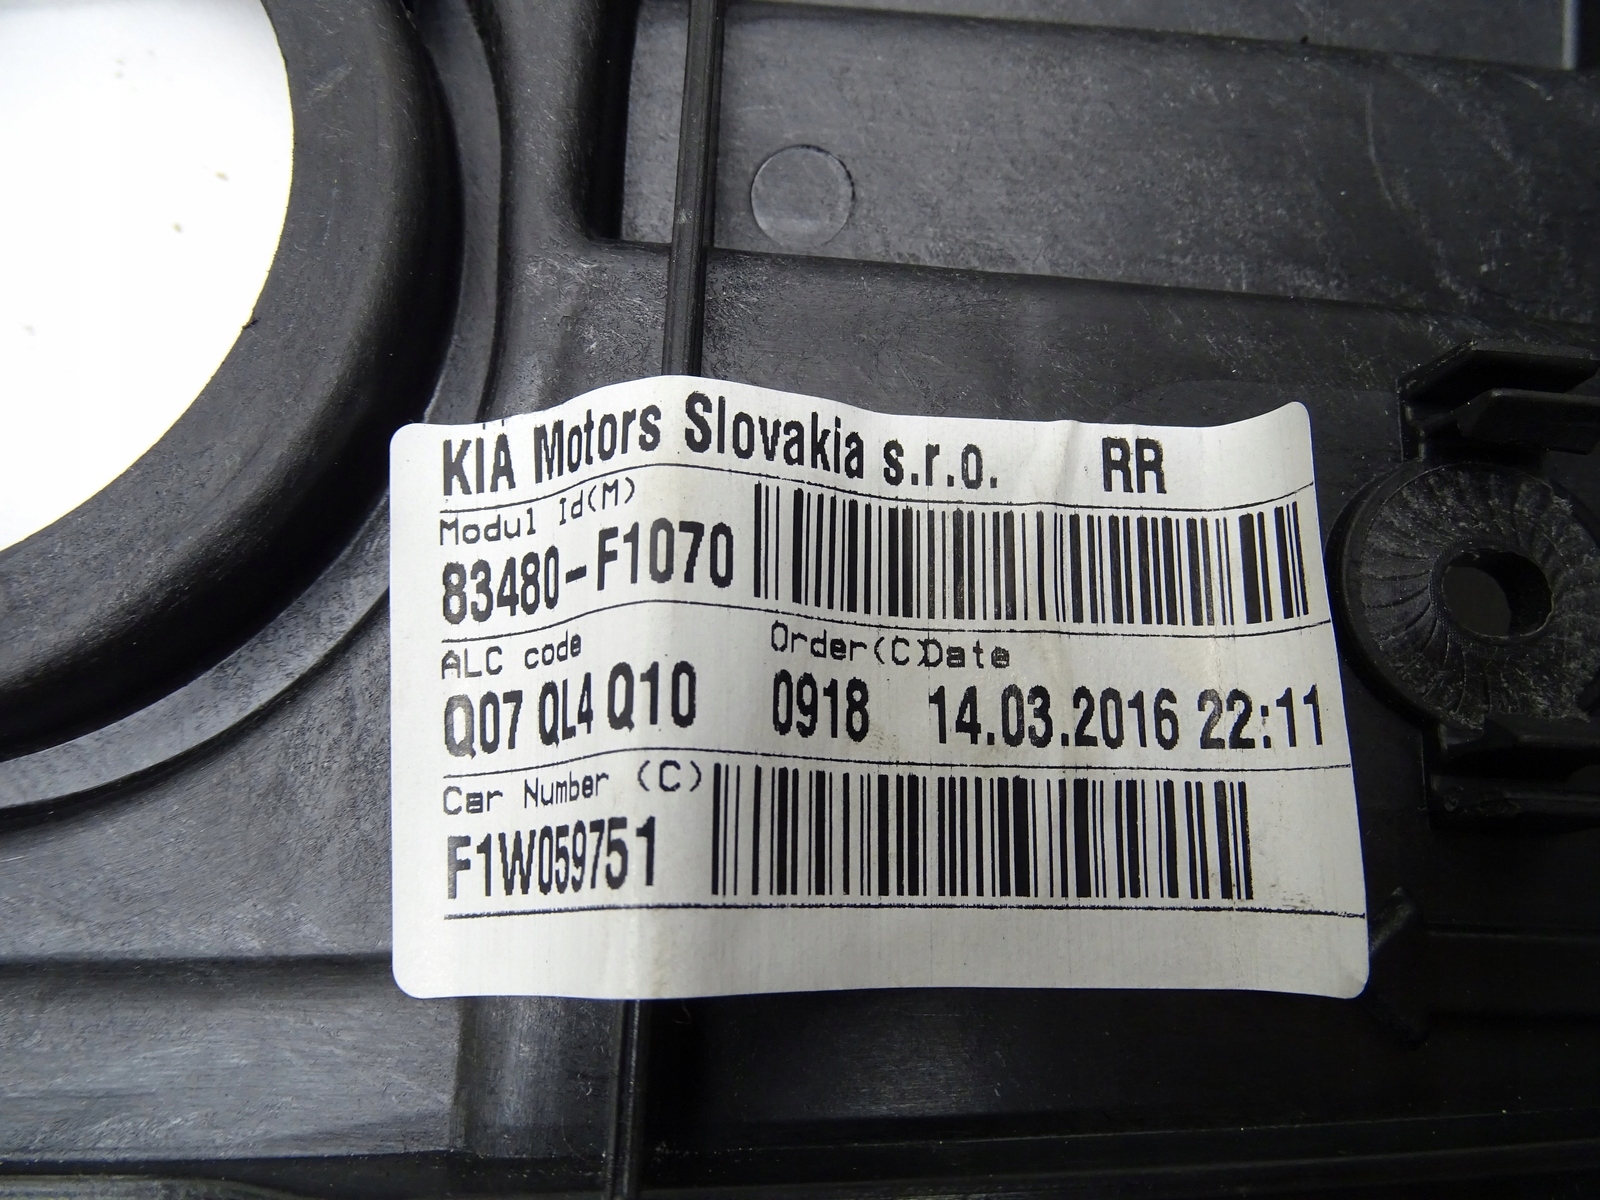 KIA Motors Slovakia s.r.o. RR
Modul Id(M)
83480-F1070
ALC code Order(C)Date
Q07 QL4 Q10 0918 14.03.2016 22:11
Car Number (C)
F1W059751